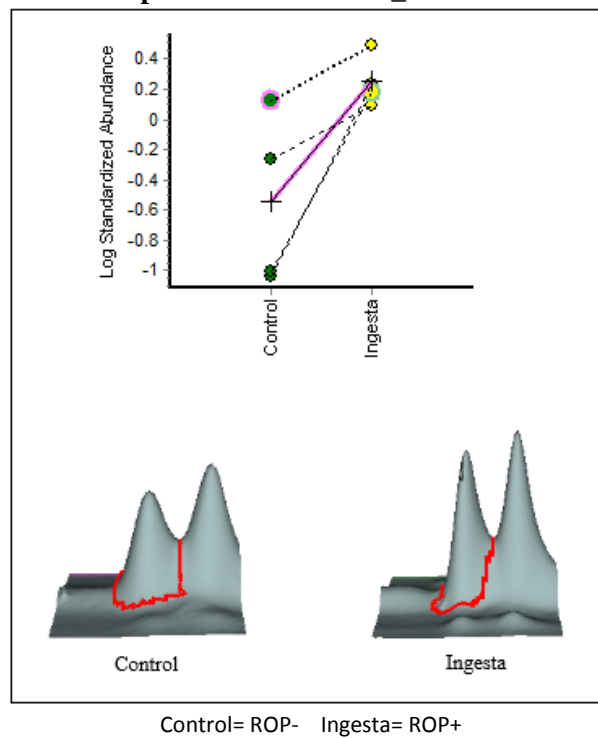 Log Standardized Abundance
0.4
0.2
0
-0.2
-0.4
-0.6
-0.8
-1
Control
Ingesta
Control
Ingesta
Control= ROP- Ingesta= ROP+